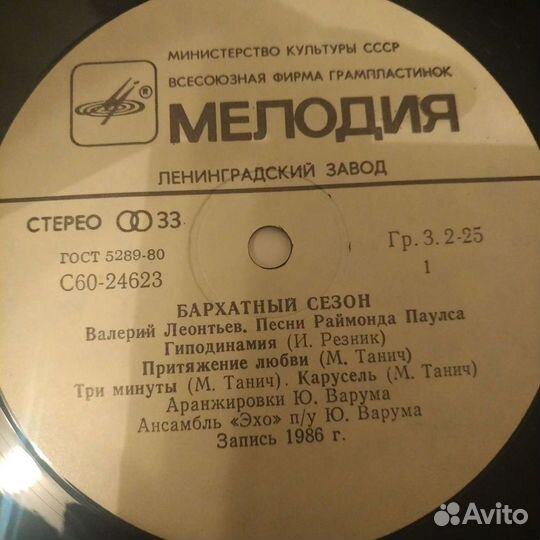 МИНИСТЕРСТВО КУЛЬТУРЫ СССР
ВСЕСОЮЗНАЯ ФИРМА ГРАМПЛАСТИНОК
®
МЕЛОДИЯ
ЛЕНИНГРАДСКИЙ ЗАВОД
СТЕРЕО 33
ГОСТ 5289-80
С60-24623
Гр. 3. 2-25
1
БАРХАТНЫЙ СЕЗОН
Валерий Леонтьев. Песни Раймонда Паулса
Гиподинамия (И. Резник)
Притяжение любви (М. Танич)
Три минуты (М. Танич). Карусель (М. Танич)
Аранжировки Ю. Варума
Ансамбль «Эхо» п/у Ю. Варума
Запись 1986 г.
Avito